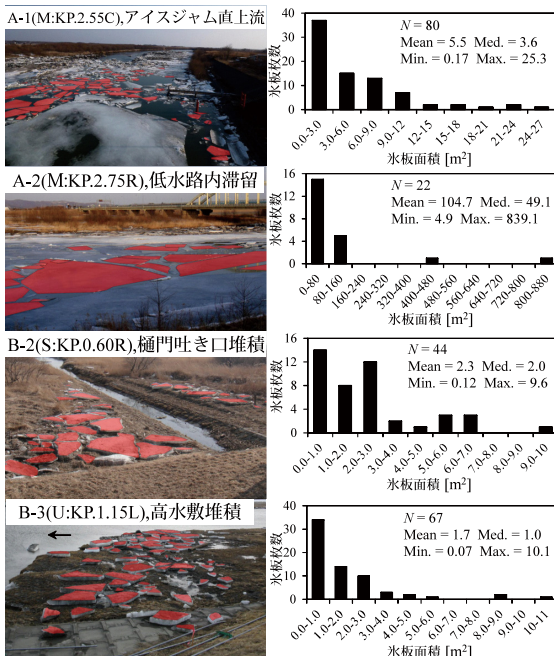 A-1(M:KP.2.55C),アイスジャム直上流
氷板枚数
40
30
20
10
0
N = 80
Mean = 5.5 Med. = 3.6
Min. = 0.17 Max. = 25.3
0.0-3.0
3.0-6.0
6.0-9.0
9.0-12
12-15
15-18
18-21
21-24
24-27
氷板面積 [m²]
A-2(M:KP.2.75R),低水路内滞留
氷板枚数
16
12
8
4
0
N = 22
Mean = 104.7 Med. = 49.1
Min. = 4.9 Max. = 839.1
0-80
80-160
160-240
240-320
320-400
400-480
480-560
560-640
640-720
720-800
800-880
氷板面積 [m²]
B-2(S:KP.0.60R),樋門吐き口堆積
氷板枚数
16
12
8
4
0
N = 44
Mean = 2.3 Med. = 2.0
Min. = 0.12 Max. = 9.6
0.0-1.0
1.0-2.0
2.0-3.0
3.0-4.0
4.0-5.0
5.0-6.0
6.0-7.0
7.0-8.0
8.0-9.0
9.0-10
氷板面積 [m²]
B-3(U:KP.1.15L),高水敷堆積
氷板枚数
40
30
20
10
0
N = 67
Mean = 1.7 Med. = 1.0
Min. = 0.07 Max. = 10.1
0.0-1.0
1.0-2.0
2.0-3.0
3.0-4.0
4.0-5.0
5.0-6.0
6.0-7.0
7.0-8.0
8.0-9.0
9.0-10
10-11
氷板面積 [m²]